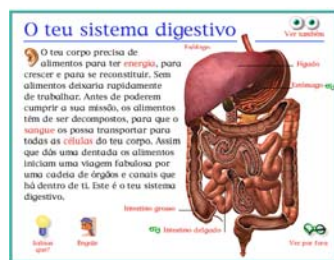 O teu sistema digestivo
Ver também
O teu corpo precisa de
alimentos para ter energia, para
crescer e para se reconstituir. Sem
alimentos deixaria rapidamente
de trabalhar. Antes de poderem
cumprir a sua missão, os alimentos
têm de ser decompostos, para que o
sangue os possa transportar para
todas as células do teu corpo. Assim
que dás uma dentada os alimentos
iniciam uma viagem fabulosa por
uma cadeia de órgãos e canais que
há dentro de ti. Este é o teu sistema
digestivo.
Esófago
Fígado
Estômago
Intestino grosso
Intestino delgado
Sabias
que?
Ver por fora